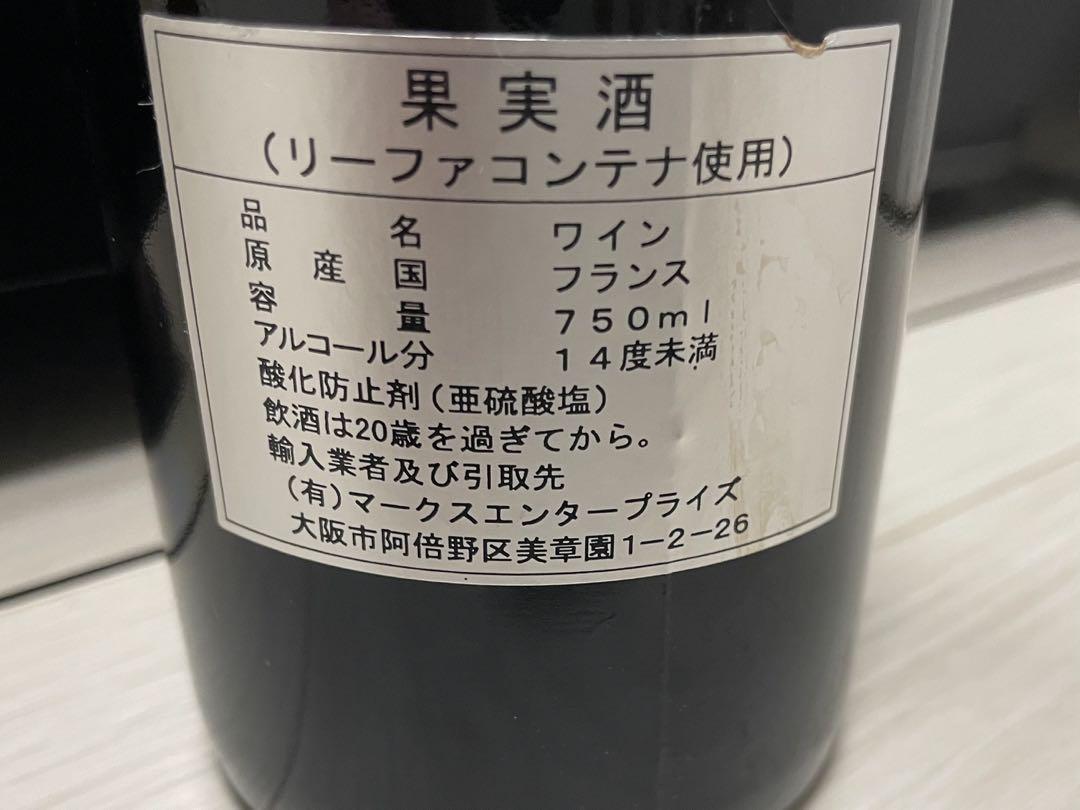 果実酒
(リーファコンテナ使用)
品名 ワイン
原産国 フランス
容量 750ml
アルコール分 14度未満
酸化防止剤(亜硫酸塩)
飲酒は20歳を過ぎてから。
輸入業者及び引取先
(有)マークスエンタープライズ
大阪市阿倍野区美章園1-2-26